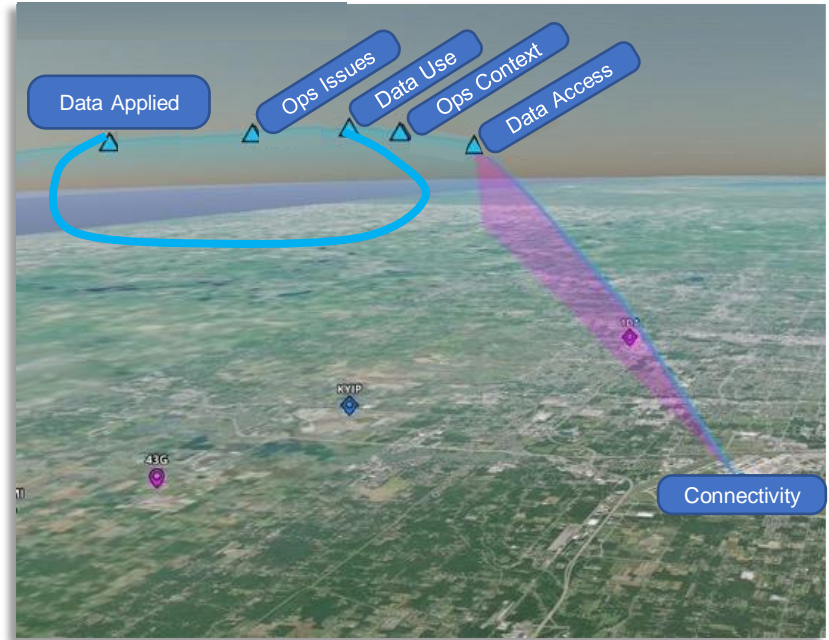 Data Applied
Ops Issues
Data Use
Ops Context
Data Access
KYIP
43G
Connectivity